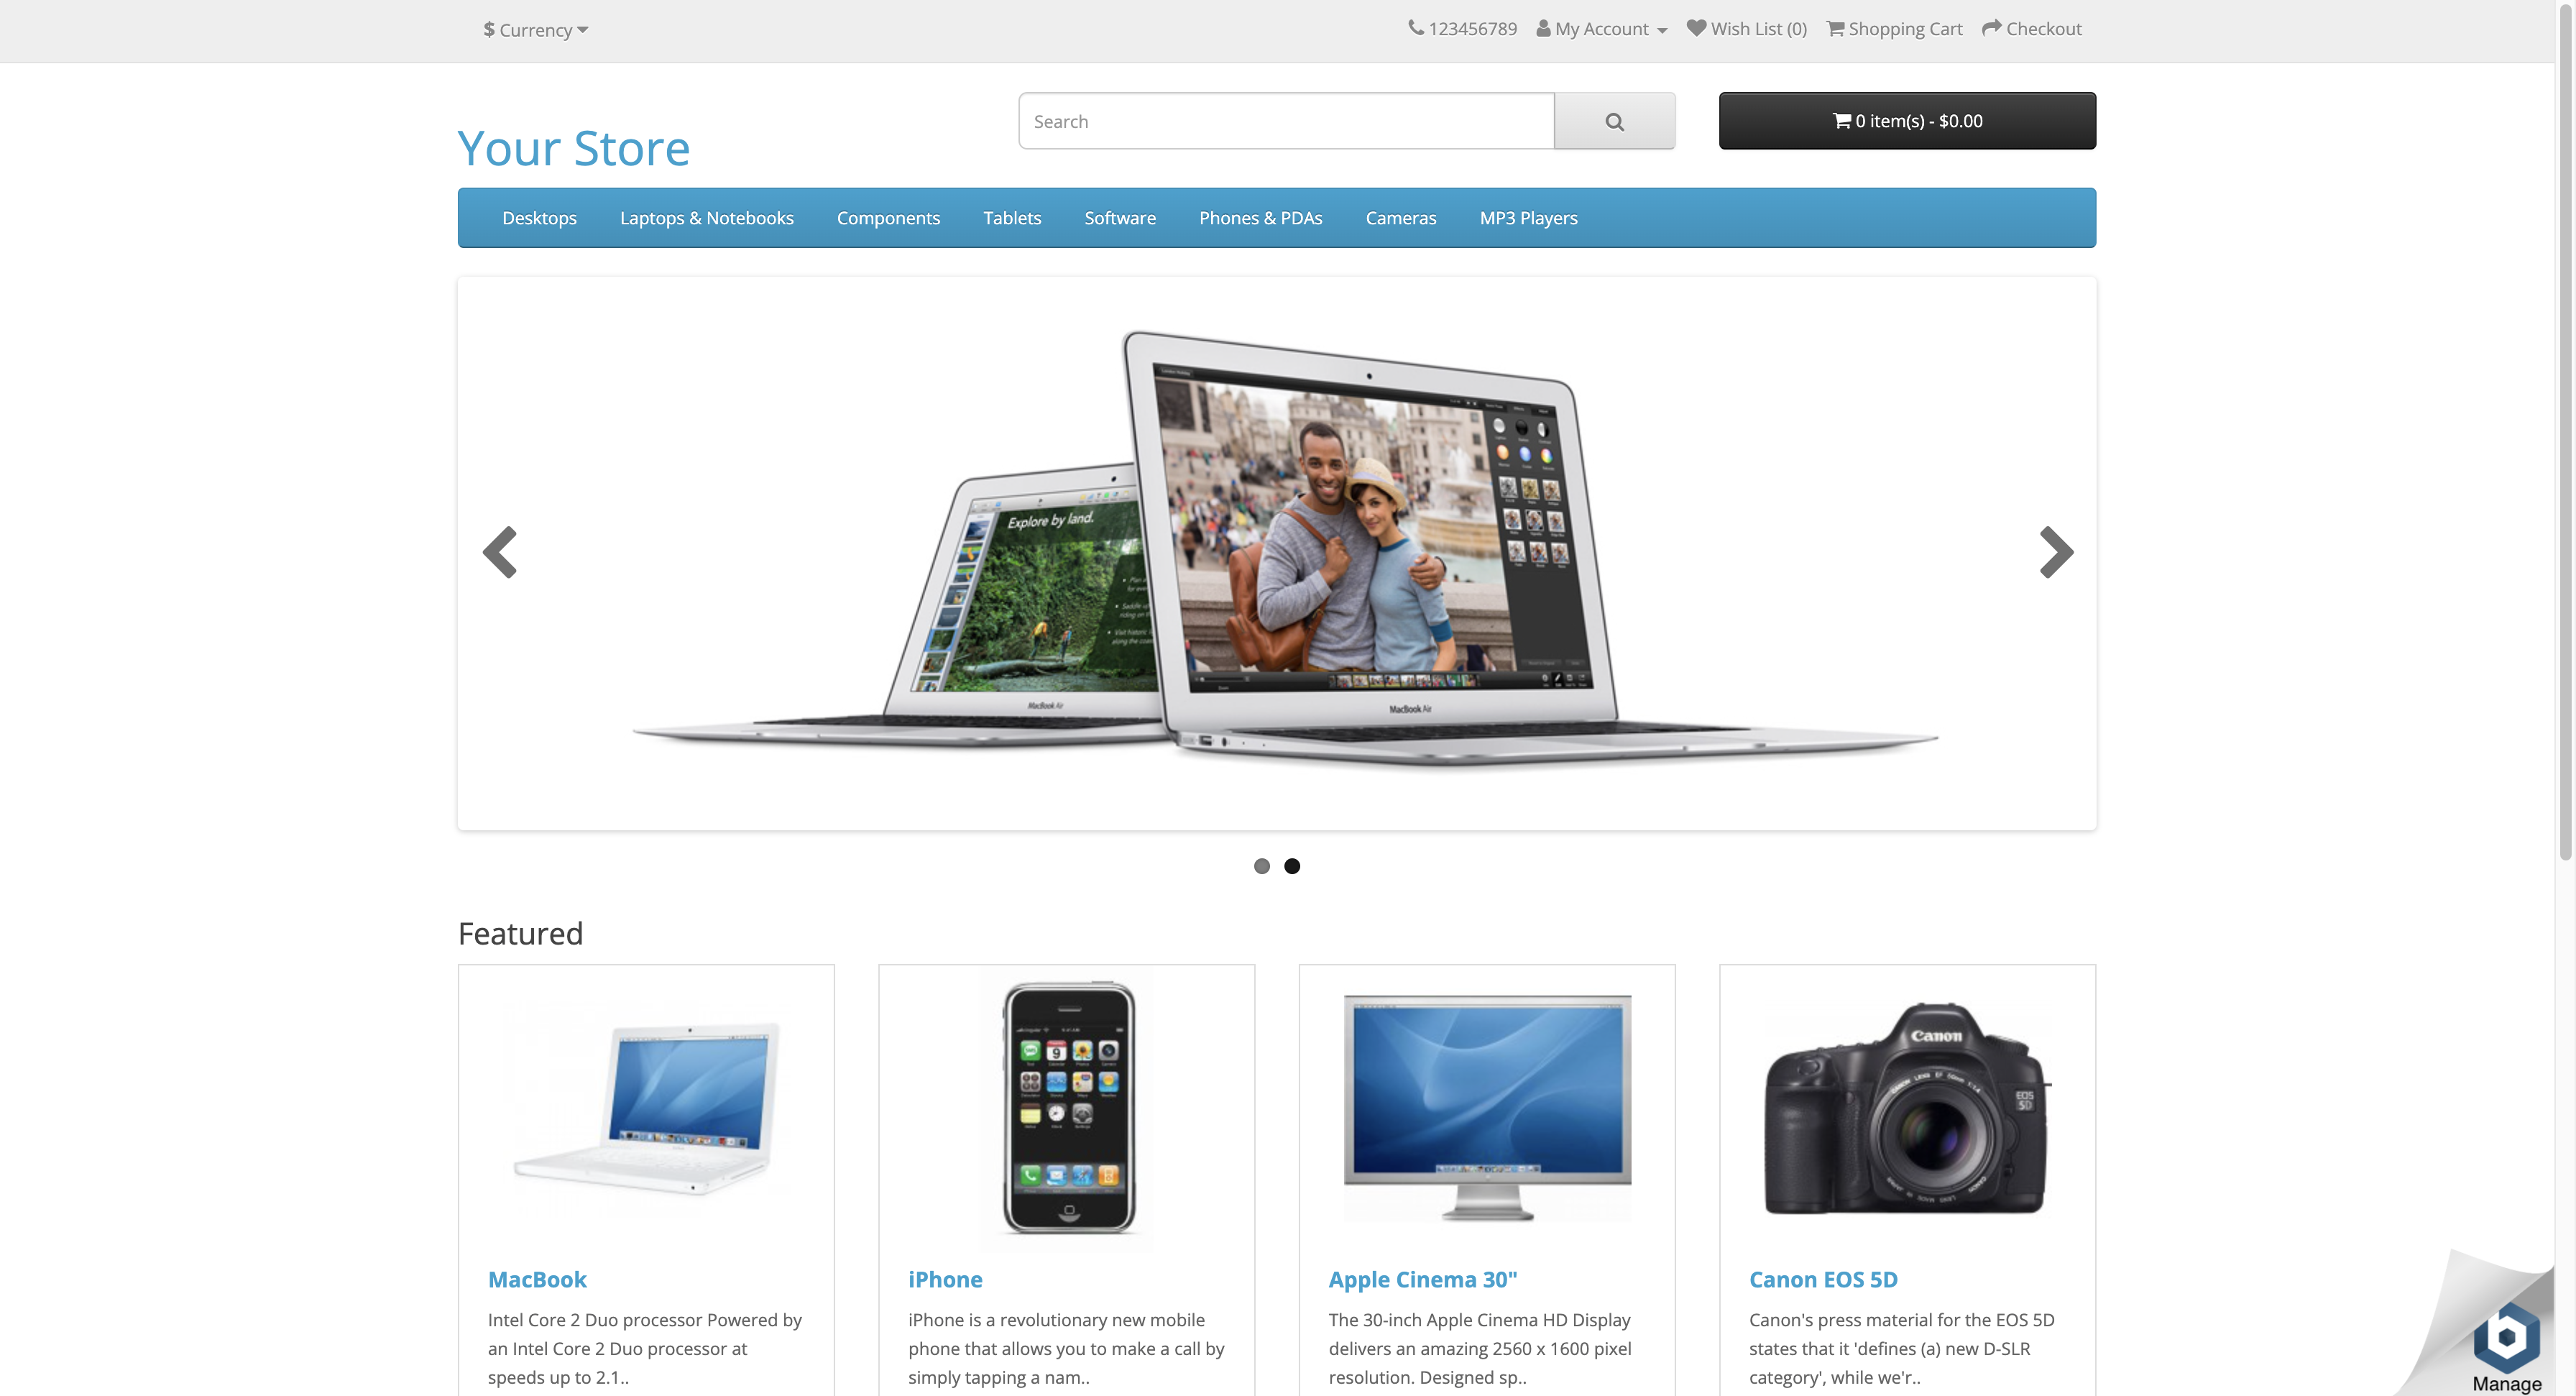 $ Currency
123456789 My Account Wish List (0) Shopping Cart Checkout
Your Store
Search
0 item(s) - $0.00
Desktops Laptops & Notebooks Components Tablets Software Phones & PDAs Cameras MP3 Players
Explore by land.
MacBook Air
MacBook Air
Featured
Canon
EOS
5D
MacBook
Intel Core 2 Duo processor Powered by
an Intel Core 2 Duo processor at
speeds up to 2.1..
iPhone
iPhone is a revolutionary new mobile
phone that allows you to make a call by
simply tapping a nam..
Apple Cinema 30"
The 30-inch Apple Cinema HD Display
delivers an amazing 2560 x 1600 pixel
resolution. Designed sp..
Canon EOS 5D
Canon's press material for the EOS 5D
states that it 'defines (a) new D-SLR
category', while we'r..
b
Manage